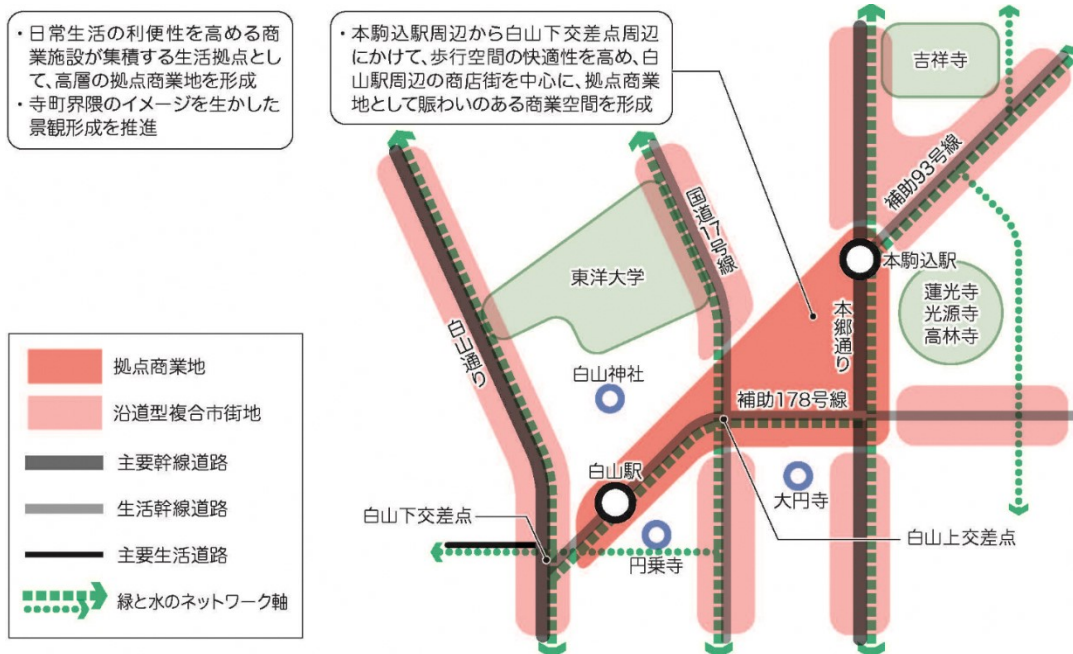 ・日常生活の利便性を高める商
業施設が集積する生活拠点とし
て、高層の拠点商業地を形成
・寺町界隈のイメージを生かした
景観形成を推進
・本駒込駅周辺から白山下交差点周辺
にかけて、歩行空間の快適性を高め、白
山駅周辺の商店街を中心に、拠点商業
地として賑わいのある商業空間を形成
吉祥寺
補助93号線
国道17号線
本駒込駅
東洋大学
蓮光寺
光源寺
高林寺
本郷通り
白山通り
白山神社
補助178号線
白山駅
大円寺
白山下交差点
円乗寺
白山上交差点
拠点商業地
沿道型複合市街地
主要幹線道路
生活幹線道路
主要生活道路
緑と水のネットワーク軸